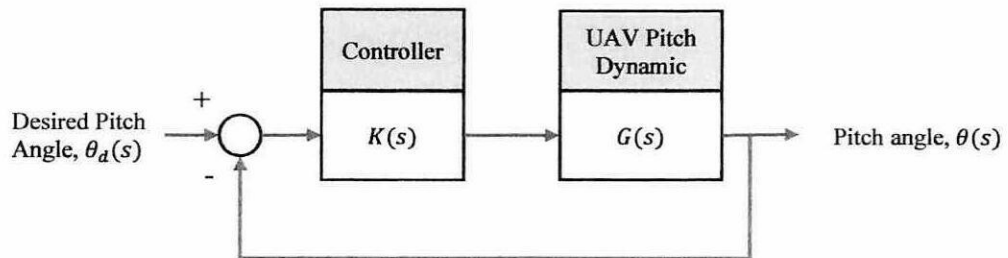 Controller
UAV Pitch
Dynamic
+
Desired Pitch
Angle, θ_d(s)
K(s)
G(s)
Pitch angle, θ(s)
-